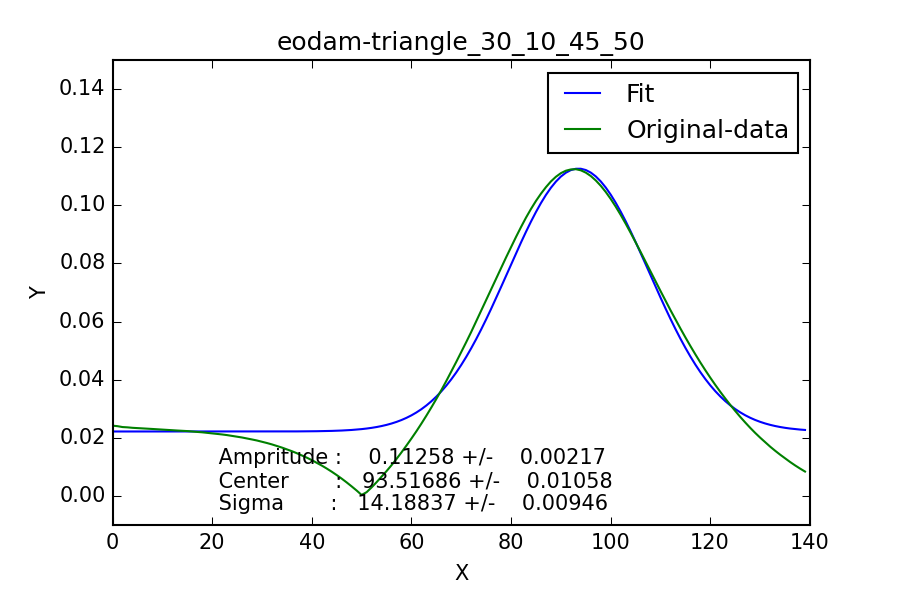 eodam-triangle_30_10_45_50
Fit
Original-data
0.14
0.12
0.10
0.08
0.06
0.04
0.02
0.00
Y
Ampritude : 0.11258 +/- 0.00217
Center : 93.51686 +/- 0.01058
Sigma : 14.18837 +/- 0.00946
0 20 40 60 80 100 120 140
X